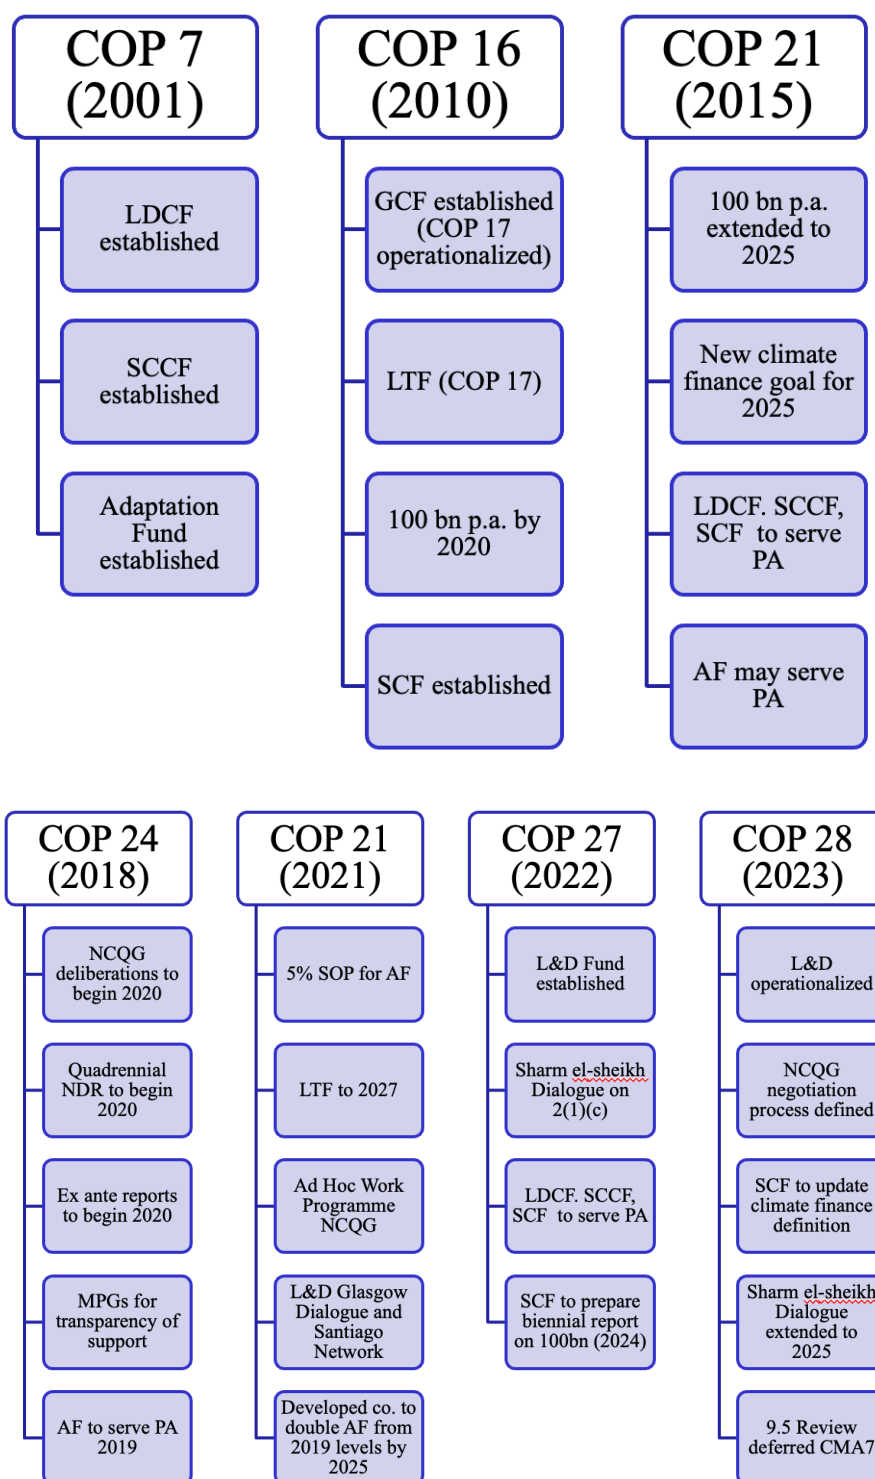 COP 7
(2001)
LDCF
established
SCCF
established
Adaptation
Fund
established
COP 16
(2010)
GCF established
(COP 17
operationalized)
LTF (COP 17)
100 bn p.a. by
2020
SCF established
COP 21
(2015)
100 bn p.a.
extended to
2025
New climate
finance goal for
2025
LDCF. SCCF,
SCF to serve
PA
AF may serve
PA
COP 24
(2018)
NCQG
deliberations to
begin 2020
Quadrennial
NDR to begin
2020
Ex ante reports
to begin 2020
MPGs for
transparency of
support
AF to serve PA
2019
COP 21
(2021)
5% SOP for AF
LTF to 2027
Ad Hoc Work
Programme
NCQG
L&D Glasgow
Dialogue and
Santiago
Network
Developed co. to
double AF from
2019 levels by
2025
COP 27
(2022)
L&D Fund
established
Sharm el-sheikh
Dialogue on
2(1)(c)
LDCF. SCCF,
SCF to serve PA
SCF to prepare
biennial report
on 100bn (2024)
COP 28
(2023)
L&D
operationalized
NCQG
negotiation
process defined
SCF to update
climate finance
definition
Sharm el-sheikh
Dialogue
extended to
2025
9.5 Review
deferred CMA7